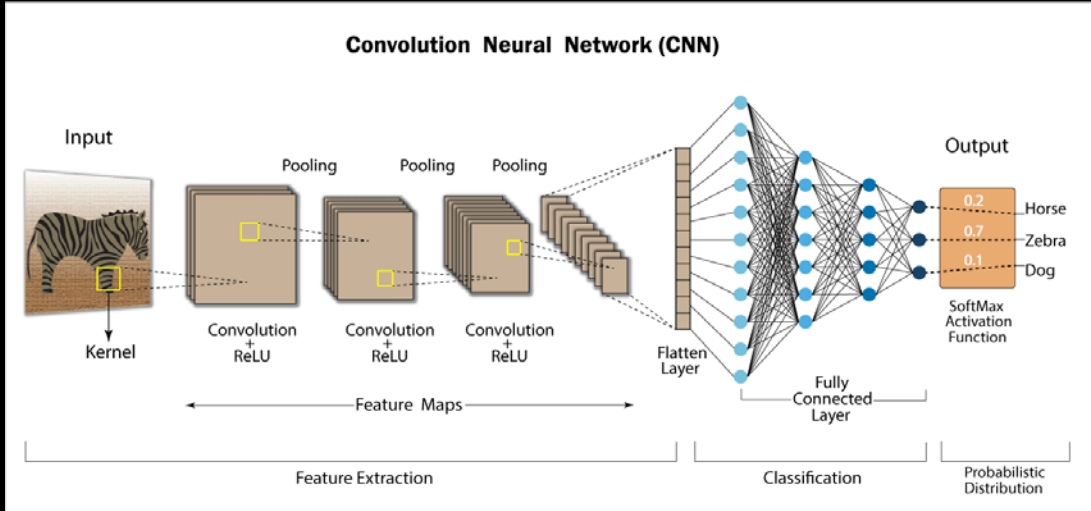 Convolution Neural Network (CNN)
Input
Output
Pooling
Pooling
Pooling
0.2
Horse
0.7
Zebra
0.1
Dog
Kernel
Convolution
+
ReLU
Convolution
+
ReLU
Convolution
+
ReLU
Flatten
Layer
SoftMax
Activation
Function
Feature Maps
Fully
Connected
Layer
Feature Extraction
Classification
Probabilistic
Distribution